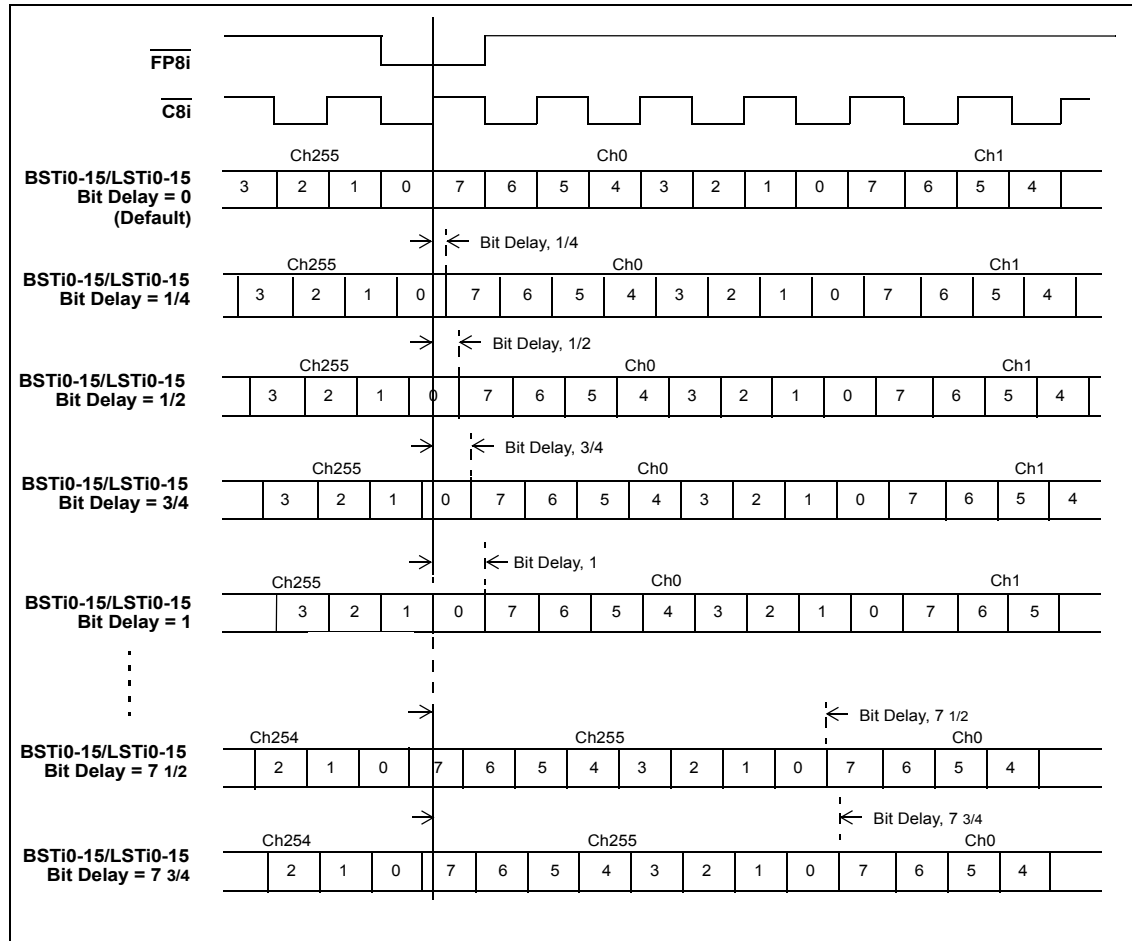 FP8i
C8i
Ch255 Ch0 Ch1
BSTi0-15/LSTi0-15
Bit Delay = 0
(Default)
3 2 1 0 7 6 5 4 3 2 1 0 7 6 5 4
Bit Delay, 1/4
Ch255 Ch0 Ch1
BSTi0-15/LSTi0-15
Bit Delay = 1/4
3 2 1 0 7 6 5 4 3 2 1 0 7 6 5 4
Bit Delay, 1/2
Ch255 Ch0 Ch1
BSTi0-15/LSTi0-15
Bit Delay = 1/2
3 2 1 0 7 6 5 4 3 2 1 0 7 6 5 4
Bit Delay, 3/4
Ch255 Ch0 Ch1
BSTi0-15/LSTi0-15
Bit Delay = 3/4
3 2 1 0 7 6 5 4 3 2 1 0 7 6 5 4
Bit Delay, 1
Ch255 Ch0 Ch1
BSTi0-15/LSTi0-15
Bit Delay = 1
3 2 1 0 7 6 5 4 3 2 1 0 7 6 5
Bit Delay, 7 1/2
Ch254 Ch255 Ch0
BSTi0-15/LSTi0-15
Bit Delay = 7 1/2
2 1 0 7 6 5 4 3 2 1 0 7 6 5 4
Bit Delay, 7 3/4
Ch254 Ch255 Ch0
BSTi0-15/LSTi0-15
Bit Delay = 7 3/4
2 1 0 7 6 5 4 3 2 1 0 7 6 5 4